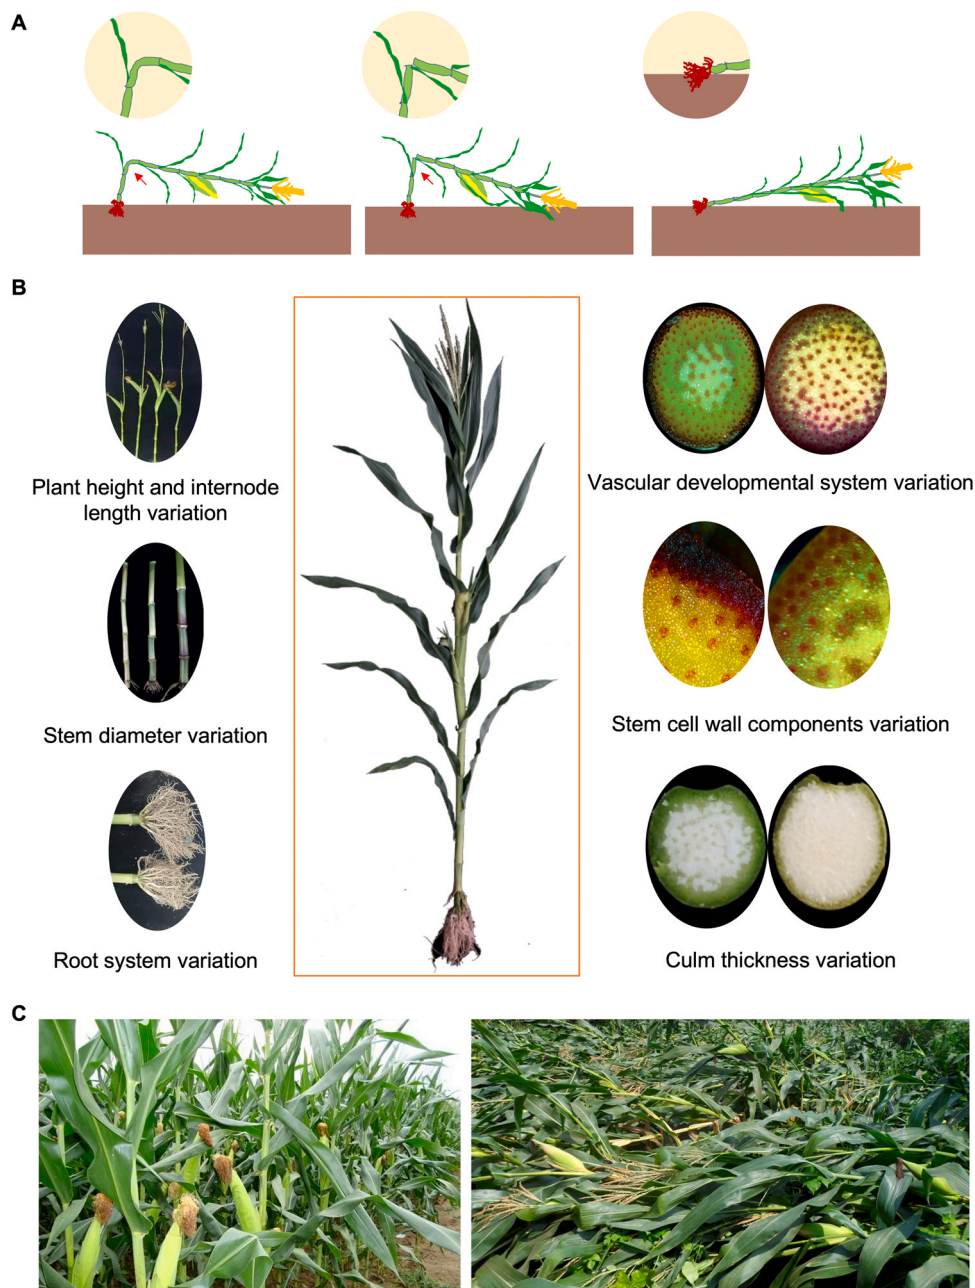 A
B
Plant height and internode
length variation
Stem diameter variation
Root system variation
Vascular developmental system variation
Stem cell wall components variation
Culm thickness variation
C